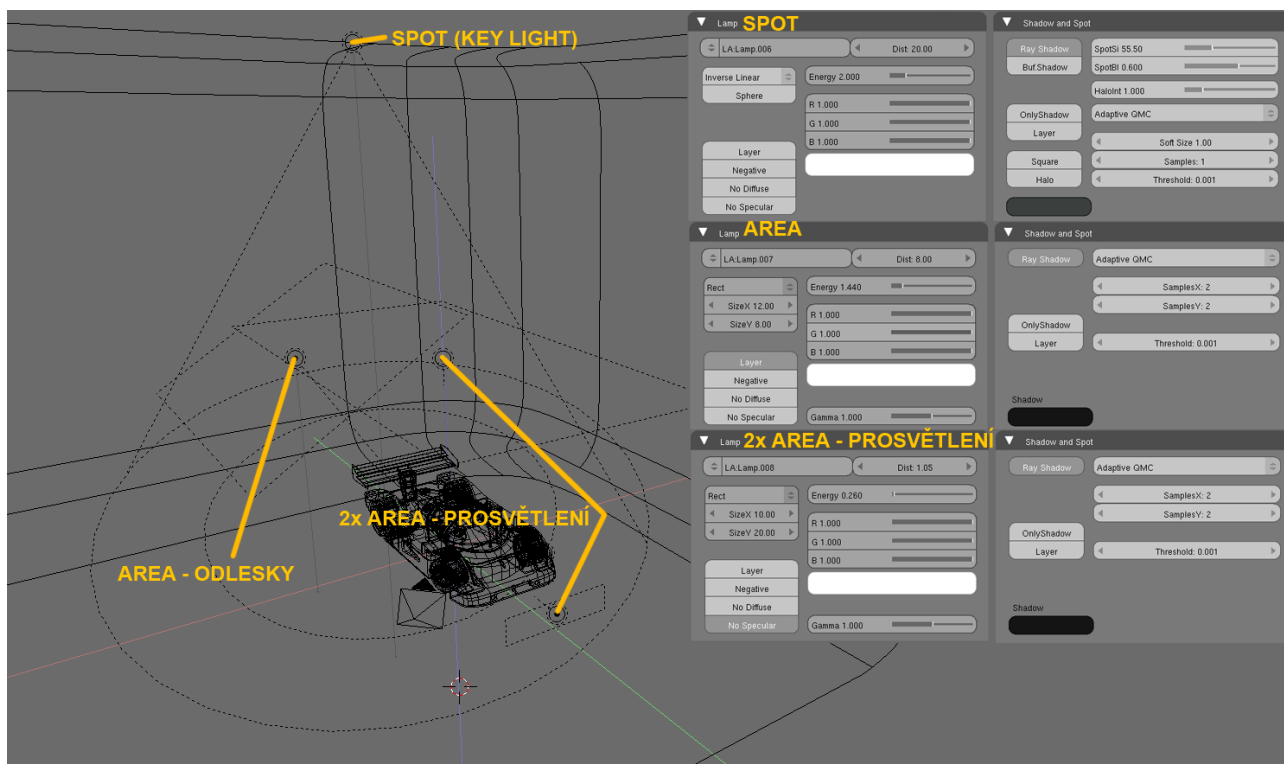 SPOT (KEY LIGHT)
AREA - ODLESKY
2x AREA - PROSVĚTLENÍ
Lamp SPOT
LA:Lamp.006
Dist: 20.00
Inverse Linear
Sphere
Energy 2.000
R 1.000
G 1.000
B 1.000
Layer
Negative
No Diffuse
No Specular
Shadow and Spot
Ray Shadow
Buf.Shadow
SpotSi 55.50
SpotBl 0.600
HaloInt 1.000
OnlyShadow
Layer
Adaptive QMC
Square
Halo
Soft Size 1.00
Samples: 1
Threshold: 0.001
Lamp AREA
LA:Lamp.007
Dist: 8.00
Rect
SizeX 12.00
SizeY 8.00
Energy 1.440
R 1.000
G 1.000
B 1.000
Layer
Negative
No Diffuse
No Specular
Gamma 1.000
Shadow and Spot
Ray Shadow
Adaptive QMC
SamplesX: 2
SamplesY: 2
OnlyShadow
Layer
Threshold: 0.001
Shadow
Lamp 2x AREA - PROSVĚTLENÍ
LA:Lamp.008
Dist: 1.05
Rect
SizeX 10.00
SizeY 20.00
Energy 0.260
R 1.000
G 1.000
B 1.000
Layer
Negative
No Diffuse
No Specular
Gamma 1.000
Shadow and Spot
Ray Shadow
Adaptive QMC
SamplesX: 2
SamplesY: 2
OnlyShadow
Layer
Threshold: 0.001
Shadow